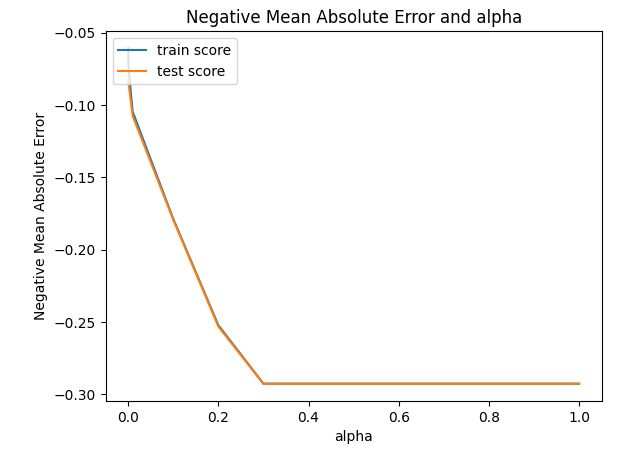 Negative Mean Absolute Error and alpha
train score
test score
Negative Mean Absolute Error
−0.05
−0.10
−0.15
−0.20
−0.25
−0.30
0.0 0.2 0.4 0.6 0.8 1.0
alpha